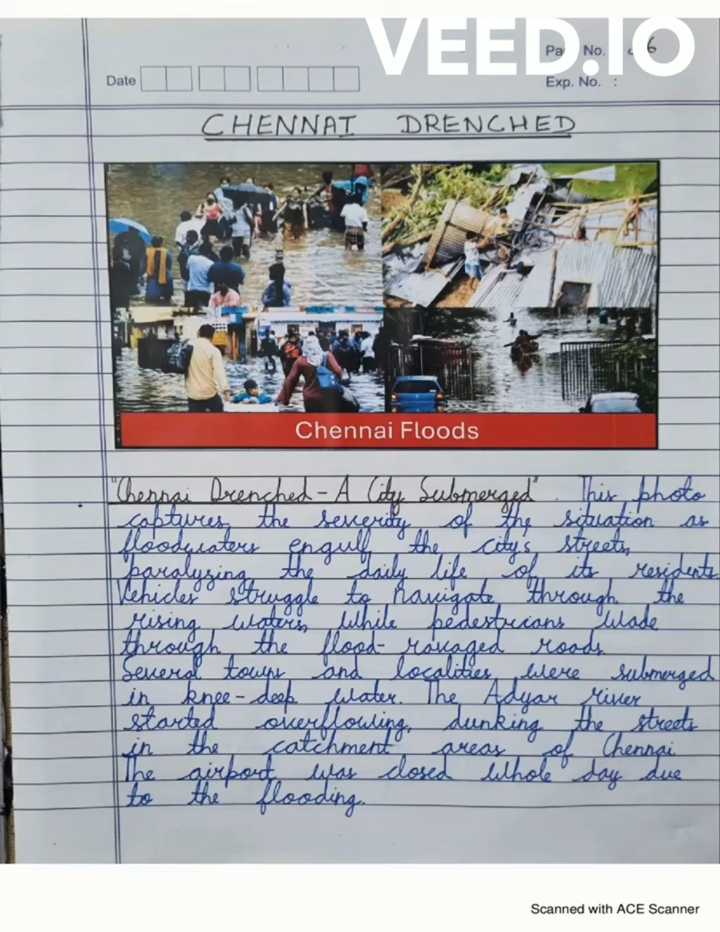 VEED.IO
Page No. : 26
Date
Exp. No. :
CHENNAI DRENCHED
Chennai Floods
"Chennai Drenched - A City Submerged". This photo
captures the severity of the situation as
floodwaters engulf the city's streets,
paralyzing the daily life of its residents
Vehicles struggle to navigate through the
rising waters, while pedestrians wade
through the flood-ravaged roads.
Several towns and localities were submerged
in knee-deep water. The Adyar river
started overflowing, dunking the streets
in the catchment areas of Chennai
The airport was closed whole day due
to the flooding.
Scanned with ACE Scanner